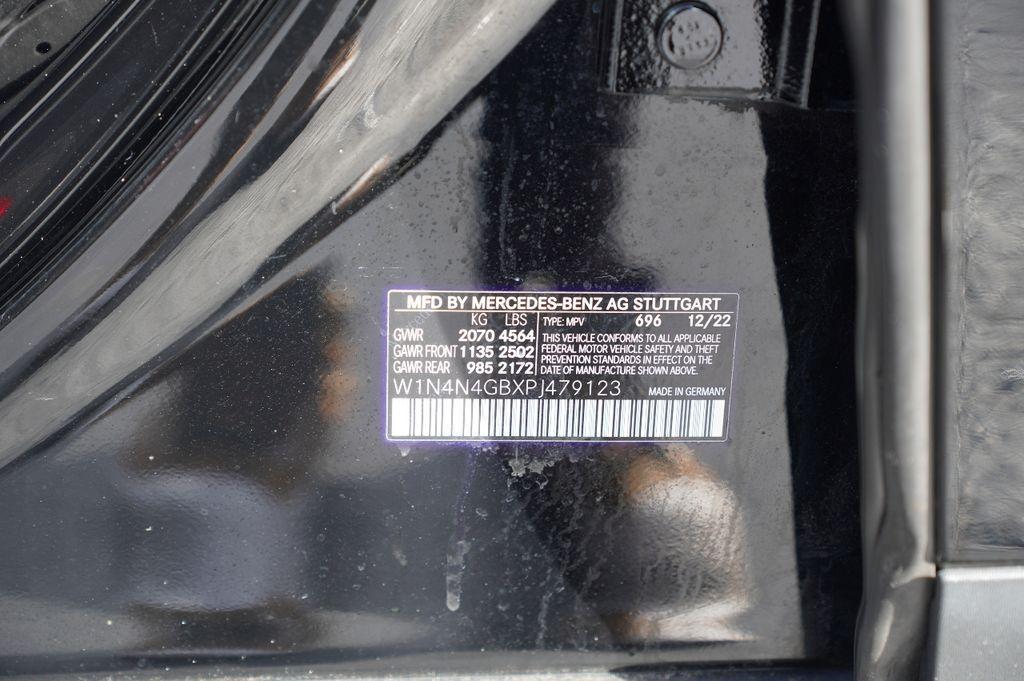 MFD BY MERCEDES-BENZ AG STUTTGART
KG LBS
GVWR 2070 4564
GAWR FRONT 1135 2502
GAWR REAR 985 2172
TYPE: MPV 696 12/22
THIS VEHICLE CONFORMS TO ALL APPLICABLE
FEDERAL MOTOR VEHICLE SAFETY AND THEFT
PREVENTION STANDARDS IN EFFECT ON THE
DATE OF MANUFACTURE SHOWN ABOVE.
W1N4N4GBXPJ479123
MADE IN GERMANY